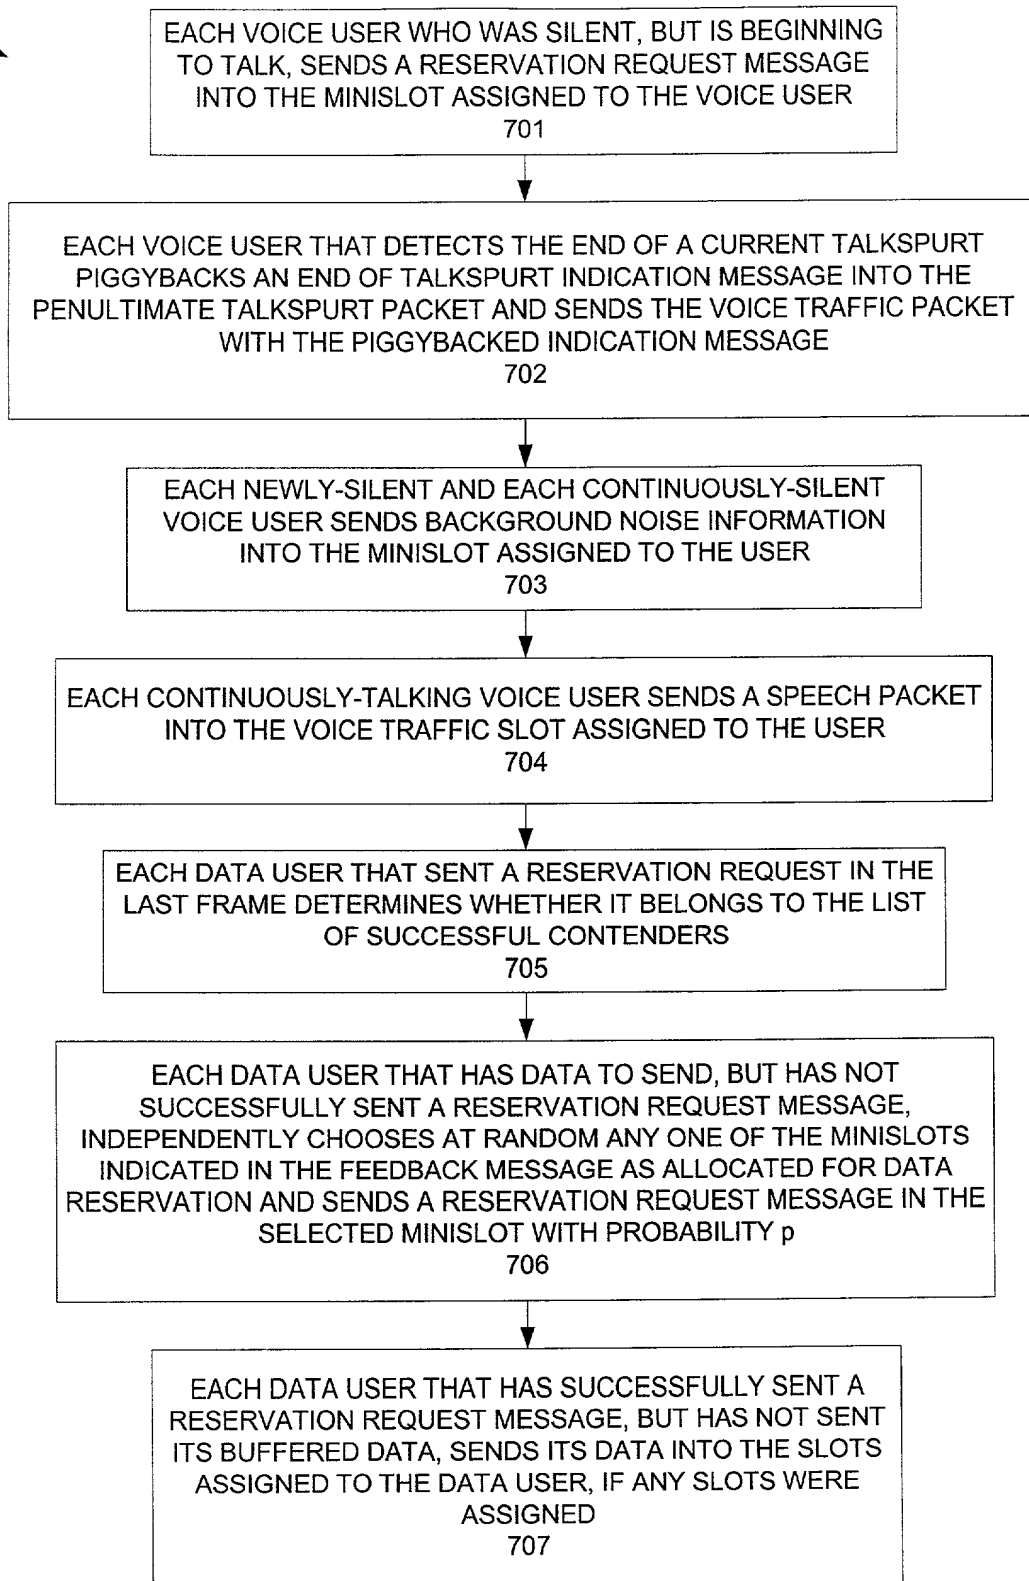 EACH VOICE USER WHO WAS SILENT, BUT IS BEGINNING
TO TALK, SENDS A RESERVATION REQUEST MESSAGE
INTO THE MINISLOT ASSIGNED TO THE VOICE USER
701
EACH VOICE USER THAT DETECTS THE END OF A CURRENT TALKSPURT
PIGGYBACKS AN END OF TALKSPURT INDICATION MESSAGE INTO THE
PENULTIMATE TALKSPURT PACKET AND SENDS THE VOICE TRAFFIC PACKET
WITH THE PIGGYBACKED INDICATION MESSAGE
702
EACH NEWLY-SILENT AND EACH CONTINUOUSLY-SILENT
VOICE USER SENDS BACKGROUND NOISE INFORMATION
INTO THE MINISLOT ASSIGNED TO THE USER
703
EACH CONTINUOUSLY-TALKING VOICE USER SENDS A SPEECH PACKET
INTO THE VOICE TRAFFIC SLOT ASSIGNED TO THE USER
704
EACH DATA USER THAT SENT A RESERVATION REQUEST IN THE
LAST FRAME DETERMINES WHETHER IT BELONGS TO THE LIST
OF SUCCESSFUL CONTENDERS
705
EACH DATA USER THAT HAS DATA TO SEND, BUT HAS NOT
SUCCESSFULLY SENT A RESERVATION REQUEST MESSAGE,
INDEPENDENTLY CHOOSES AT RANDOM ANY ONE OF THE MINISLOTS
INDICATED IN THE FEEDBACK MESSAGE AS ALLOCATED FOR DATA
RESERVATION AND SENDS A RESERVATION REQUEST MESSAGE IN THE
SELECTED MINISLOT WITH PROBABILITY p
706
EACH DATA USER THAT HAS SUCCESSFULLY SENT A
RESERVATION REQUEST MESSAGE, BUT HAS NOT SENT
ITS BUFFERED DATA, SENDS ITS DATA INTO THE SLOTS
ASSIGNED TO THE DATA USER, IF ANY SLOTS WERE
ASSIGNED
707